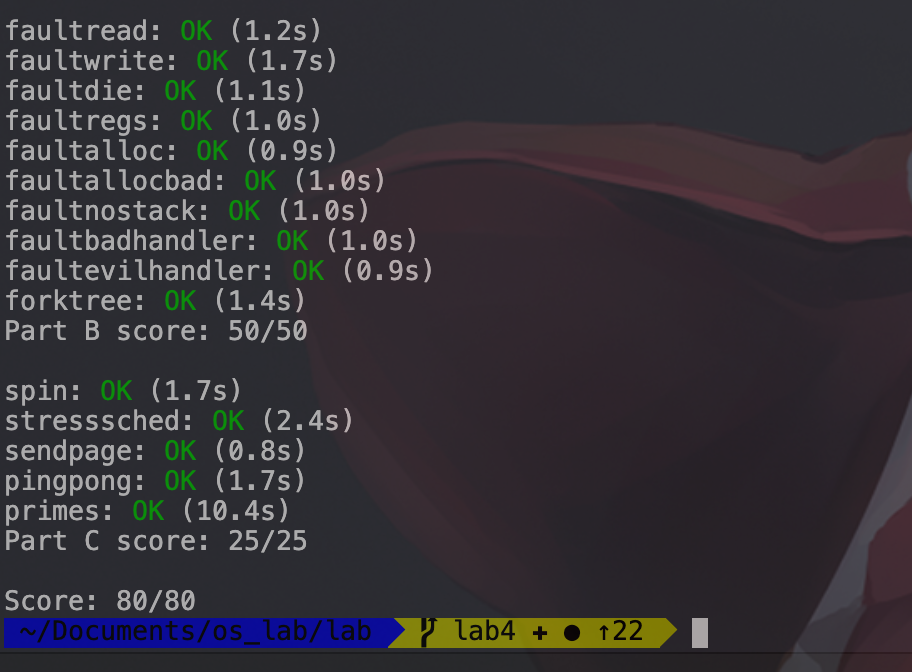 faultread: OK (1.2s)
faultwrite: OK (1.7s)
faultdie: OK (1.1s)
faultregs: OK (1.0s)
faultalloc: OK (0.9s)
faultallocbad: OK (1.0s)
faultnostack: OK (1.0s)
faultbadhandler: OK (1.0s)
faultevilhandler: OK (0.9s)
forktree: OK (1.4s)
Part B score: 50/50
spin: OK (1.7s)
stresssched: OK (2.4s)
sendpage: OK (0.8s)
pingpong: OK (1.7s)
primes: OK (10.4s)
Part C score: 25/25
Score: 80/80
~/Documents/os_lab/lab lab4 + ● ↑22